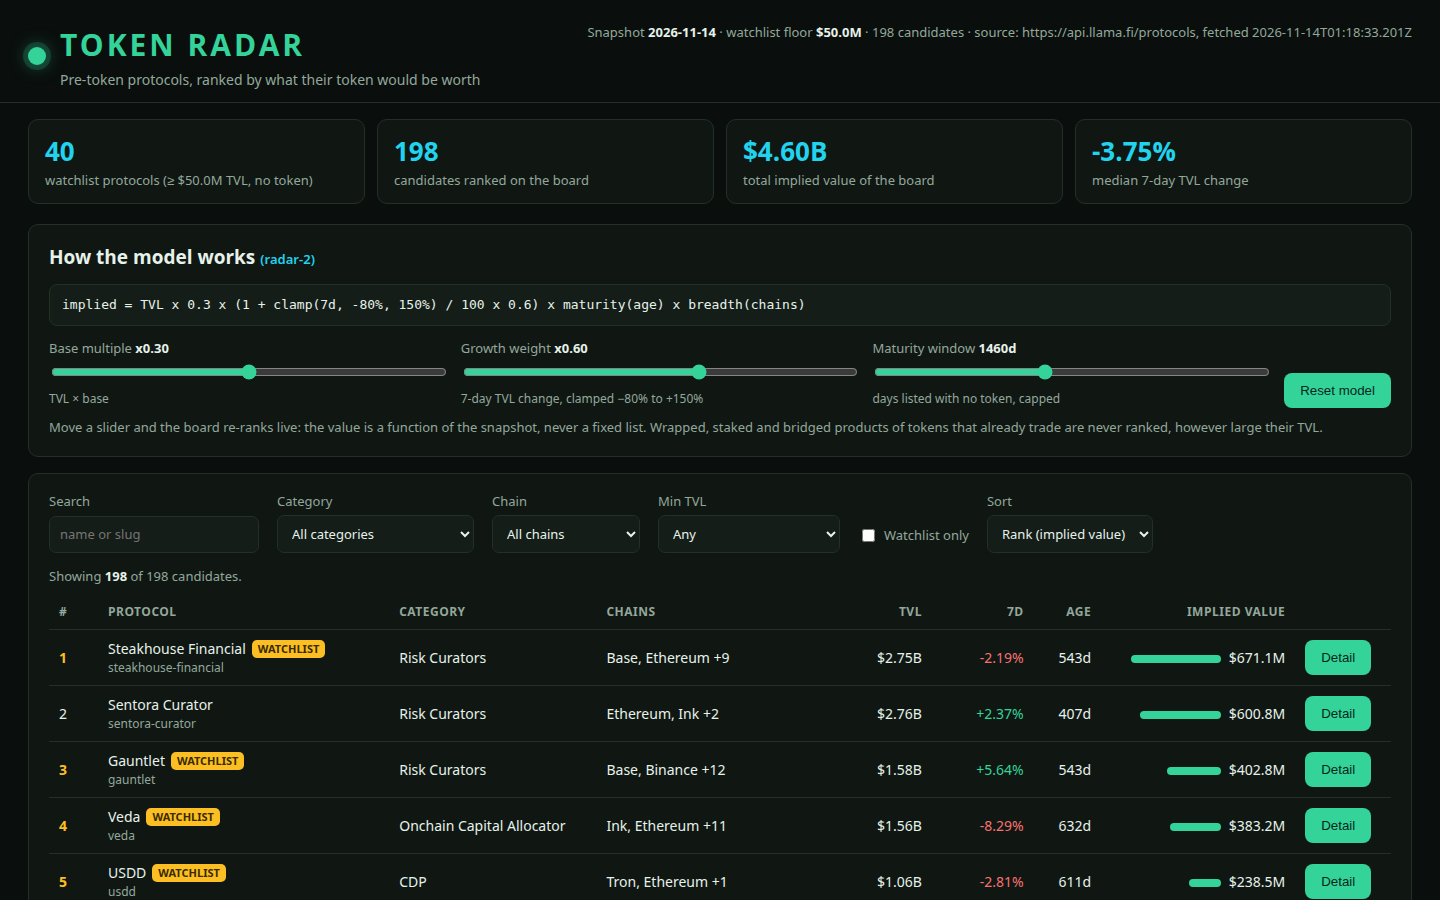 TOKEN RADAR
Pre-token protocols, ranked by what their token would be worth
Snapshot 2026-11-14 · watchlist floor $50.0M · 198 candidates · source: https://api.llama.fi/protocols, fetched 2026-11-14T01:18:33.201Z
40
watchlist protocols (≥ $50.0M TVL, no token)
198
candidates ranked on the board
$4.60B
total implied value of the board
-3.75%
median 7-day TVL change
How the model works (radar-2)
implied = TVL x 0.3 x (1 + clamp(7d, -80%, 150%) / 100 x 0.6) x maturity(age) x breadth(chains)
Base multiple x0.30
TVL × base
Growth weight x0.60
7-day TVL change, clamped −80% to +150%
Maturity window 1460d
days listed with no token, capped
Reset model
Move a slider and the board re-ranks live: the value is a function of the snapshot, never a fixed list. Wrapped, staked and bridged products of tokens that already trade are never ranked, however large their TVL.
Search
name or slug
Category
All categories
Chain
All chains
Min TVL
Any
Watchlist only
Sort
Rank (implied value)
Showing 198 of 198 candidates.
# PROTOCOL CATEGORY CHAINS TVL 7D AGE IMPLIED VALUE
1 Steakhouse Financial WATCHLIST Risk Curators Base, Ethereum +9 $2.75B -2.19% 543d $671.1M Detail
steakhouse-financial
2 Sentora Curator Risk Curators Ethereum, Ink +2 $2.76B +2.37% 407d $600.8M Detail
sentora-curator
3 Gauntlet WATCHLIST Risk Curators Base, Binance +12 $1.58B +5.64% 543d $402.8M Detail
gauntlet
4 Veda WATCHLIST Onchain Capital Allocator Ink, Ethereum +11 $1.56B -8.29% 632d $383.2M Detail
veda
5 USDD WATCHLIST CDP Tron, Ethereum +1 $1.06B -2.81% 611d $238.5M Detail
usdd